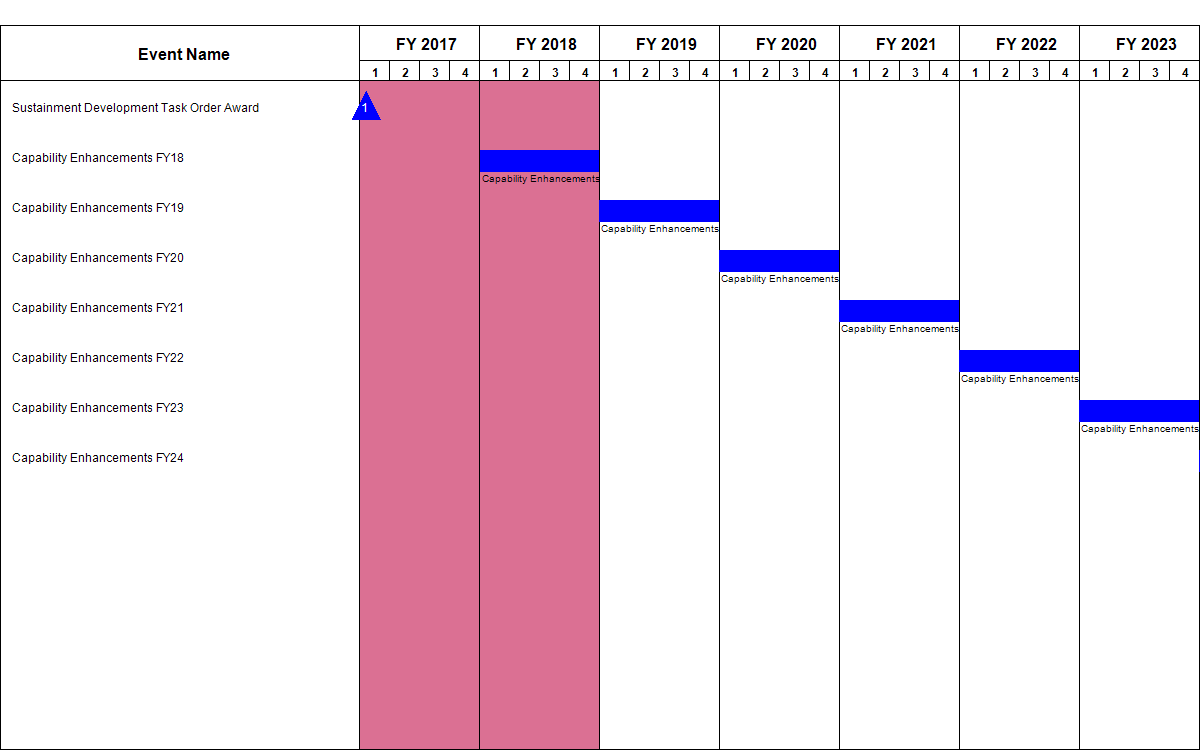 Event Name FY 2017 FY 2018 FY 2019 FY 2020 FY 2021 FY 2022 FY 2023
1 2 3 4 1 2 3 4 1 2 3 4 1 2 3 4 1 2 3 4 1 2 3 4 1 2 3 4
Sustainment Development Task Order Award 1
Capability Enhancements FY18
Capability Enhancements
Capability Enhancements FY19
Capability Enhancements
Capability Enhancements FY20
Capability Enhancements
Capability Enhancements FY21
Capability Enhancements
Capability Enhancements FY22
Capability Enhancements
Capability Enhancements FY23
Capability Enhancements
Capability Enhancements FY24